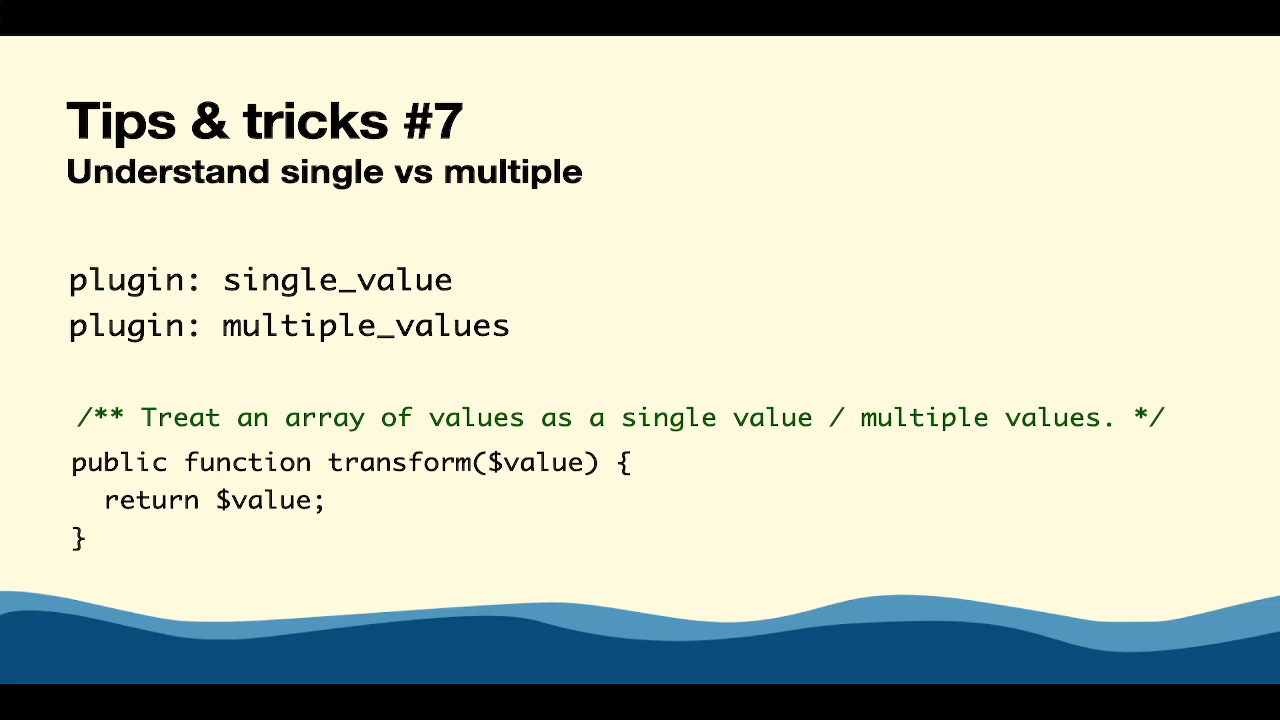 Tips & tricks #7
Understand single vs multiple
plugin: single_value
plugin: multiple_values
/** Treat an array of values as a single value / multiple values. */
public function transform($value) {
  return $value;
}